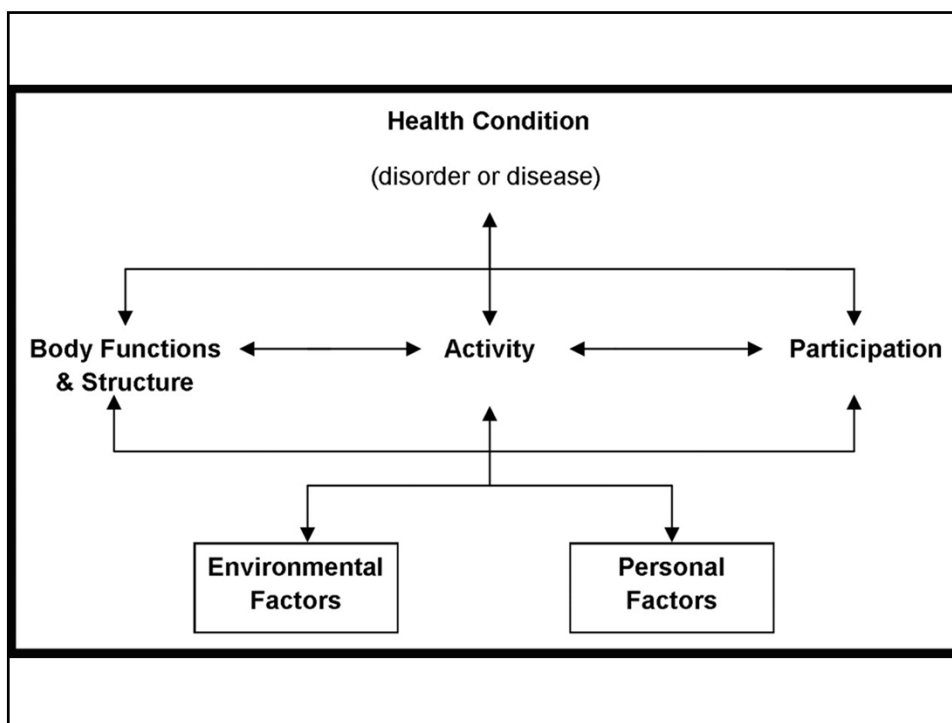 Health Condition
(disorder or disease)
Body Functions
& Structure
Activity
Participation
Environmental
Factors
Personal
Factors